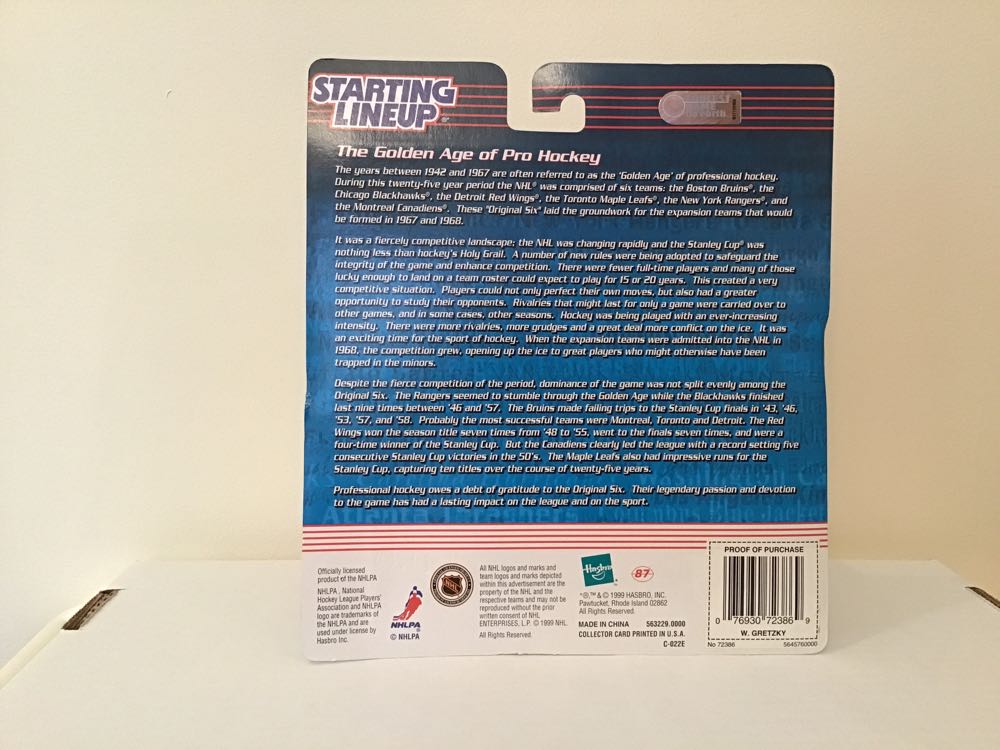 STARTING
LINEUP
The Golden Age of Pro Hockey
The years between 1942 and 1967 are often referred to as the 'Golden Age' of professional hockey.
During this twenty-five year period the NHL® was comprised of six teams: the Boston Bruins®, the
Chicago Blackhawks®, the Detroit Red Wings®, the Toronto Maple Leafs®, the New York Rangers®, and
the Montreal Canadiens®. These "Original Six" laid the groundwork for the expansion teams that would
be formed in 1967 and 1968.
It was a fiercely competitive landscape; the NHL was changing rapidly and the Stanley Cup® was
nothing less than hockey's Holy Grail. A number of new rules were being adopted to safeguard the
integrity of the game and enhance competition. There were fewer full-time players and many of those
lucky enough to land on a team roster could expect to play for 15 or 20 years. This created a very
competitive situation. Players could not only perfect their own moves, but also had a greater
opportunity to study their opponents. Rivalries that might last for only a game were carried over to
other games, and in some cases, other seasons. Hockey was being played with an ever-increasing
intensity. There were more rivalries, more grudges and a great deal more conflict on the ice. It was
an exciting time for the sport of hockey. When the expansion teams were admitted into the NHL in
1968, the competition grew, opening up the ice to great players who might otherwise have been
trapped in the minors.
Despite the fierce competition of the period, dominance of the game was not split evenly among the
Original Six. The Rangers seemed to stumble through the Golden Age while the Blackhawks finished
last nine times between '46 and '57. The Bruins made failing trips to the Stanley Cup finals in '43, '46,
'53, '57, and '58. Probably the most successful teams were Montreal, Toronto and Detroit. The Red
Wings won the season title seven times from '48 to '55, went to the finals seven times, and were a
four-time winner of the Stanley Cup. But the Canadiens clearly led the league with a record setting five
consecutive Stanley Cup victories in the 50's. The Maple Leafs also had impressive runs for the
Stanley Cup, capturing ten titles over the course of twenty-five years.
Professional hockey owes a debt of gratitude to the Original Six. Their legendary passion and devotion
to the game has had a lasting impact on the league and on the sport.
Officially licensed
product of the NHLPA
NHLPA, National
Hockey League Players'
Association and NHLPA
logo are trademarks of
the NHLPA and are
used under license by
Hasbro Inc.
NHLPA
© NHLPA
NHL
All NHL logos and marks and
team logos and marks depicted
within this advertisement are the
property of the NHL and the
respective teams and may not be
reproduced without the prior
written consent of NHL
ENTERPRISES, L.P. © 1999 NHL.
All Rights Reserved.
Hasbro
87
*®,™ & © 1999 HASBRO, INC.
Pawtucket, Rhode Island 02862
All Rights Reserved.
MADE IN CHINA 563229.0000
COLLECTOR CARD PRINTED IN U.S.A.
C-022E
PROOF OF PURCHASE
0 76930 72386 9
W. GRETZKY
No 72386 5645760000